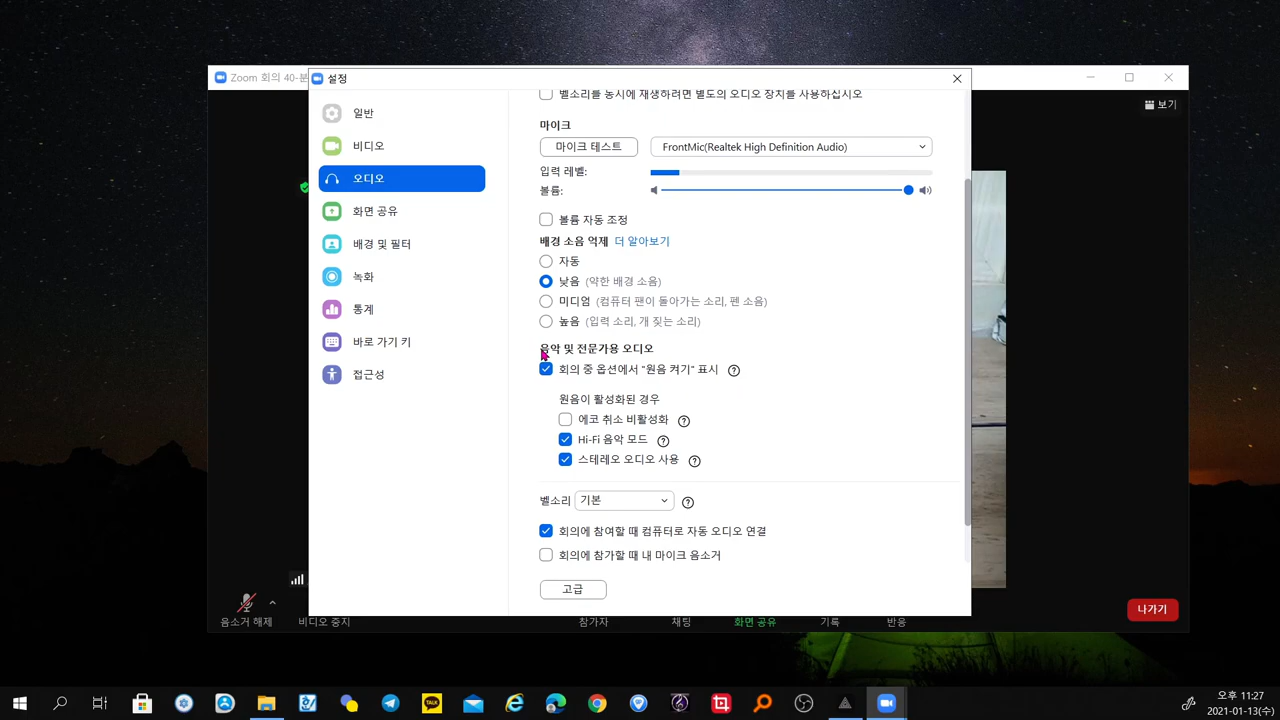 Zoom 회의 40-분
설정
보기
일반
비디오
오디오
화면 공유
배경 및 필터
녹화
통계
바로 가기 키
접근성
벨소리를 동시에 재생하려면 별도의 오디오 장치를 사용하십시오
마이크
마이크 테스트 FrontMic(Realtek High Definition Audio)
입력 레벨:
볼륨:
볼륨 자동 조정
배경 소음 억제 더 알아보기
자동
낮음 (약한 배경 소음)
미디엄 (컴퓨터 팬이 돌아가는 소리, 펜 소음)
높음 (입력 소리, 개 짖는 소리)
음악 및 전문가용 오디오
회의 중 옵션에서 "원음 켜기" 표시 ?
원음이 활성화된 경우
에코 취소 비활성화 ?
Hi-Fi 음악 모드 ?
스테레오 오디오 사용 ?
벨소리 기본 ?
회의에 참여할 때 컴퓨터로 자동 오디오 연결
회의에 참가할 때 내 마이크 음소거
고급
나가기
음소거 해제 비디오 중지 참가자 채팅 화면 공유 기록 반응
TALK
오후 11:27
2021-01-13(수)